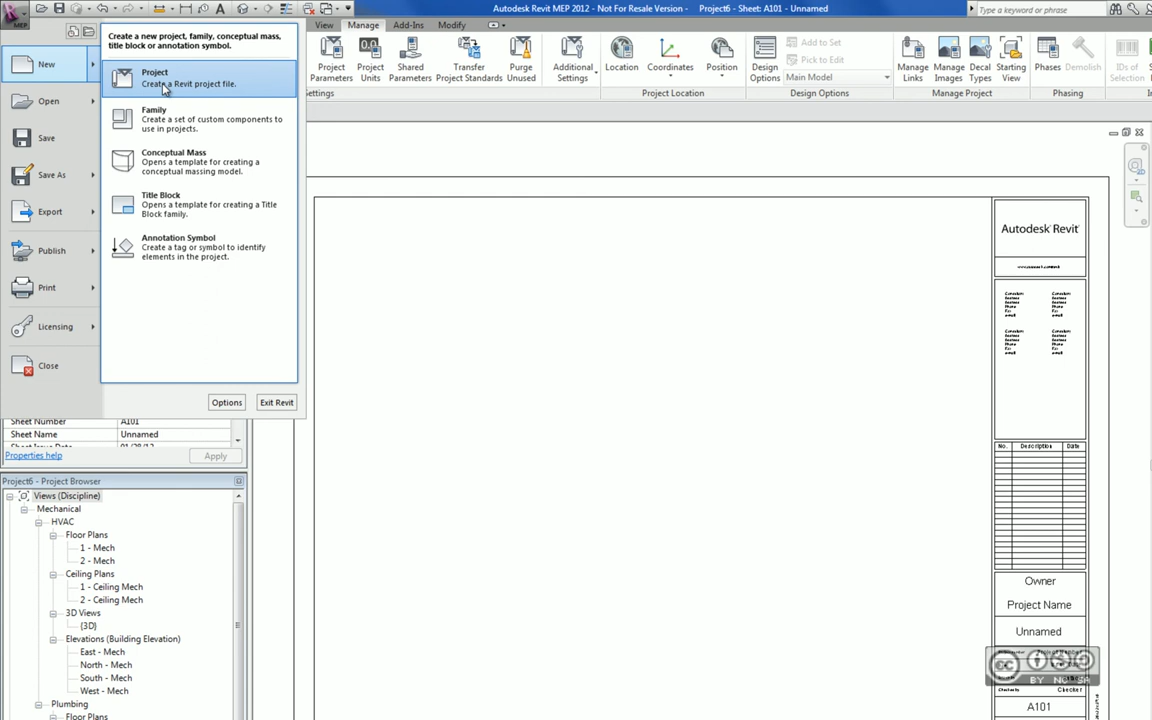 Autodesk Revit MEP 2012 - Not For Resale Version - Project6 - Sheet: A101 - Unnamed
Type a keyword or phrase
MEP
View
Manage
Add-Ins
Modify
Create a new project, family, conceptual mass,
title block or annotation symbol.
New
Project
Create a Revit project file.
Family
Create a set of custom components to
use in projects.
Conceptual Mass
Opens a template for creating a
conceptual massing model.
Title Block
Opens a template for creating a Title
Block family.
Annotation Symbol
Create a tag or symbol to identify
elements in the project.
Open
Save
Save As
Export
Publish
Print
Licensing
Close
Options
Exit Revit
Project
Parameters
Project
Units
Shared
Parameters
Transfer
Project Standards
Purge
Unused
Additional
Settings
Location
Coordinates
Position
Design
Options
Add to Set
Pick to Edit
Main Model
Manage
Links
Manage
Images
Decal
Types
Starting
View
Phases
Demolish
IDs of
Selection
ettings
Project Location
Design Options
Manage Project
Phasing
Sheet Number
A101
Sheet Name
Unnamed
Properties help
Apply
Project6 - Project Browser
Views (Discipline)
Mechanical
HVAC
Floor Plans
1 - Mech
2 - Mech
Ceiling Plans
1 - Ceiling Mech
2 - Ceiling Mech
3D Views
{3D}
Elevations (Building Elevation)
East - Mech
North - Mech
South - Mech
West - Mech
Plumbing
Floor Plans
Autodesk Revit
No.
Description
Date
Owner
Project Name
Unnamed
Project Number
Checker
A101
cc
BY NC SA